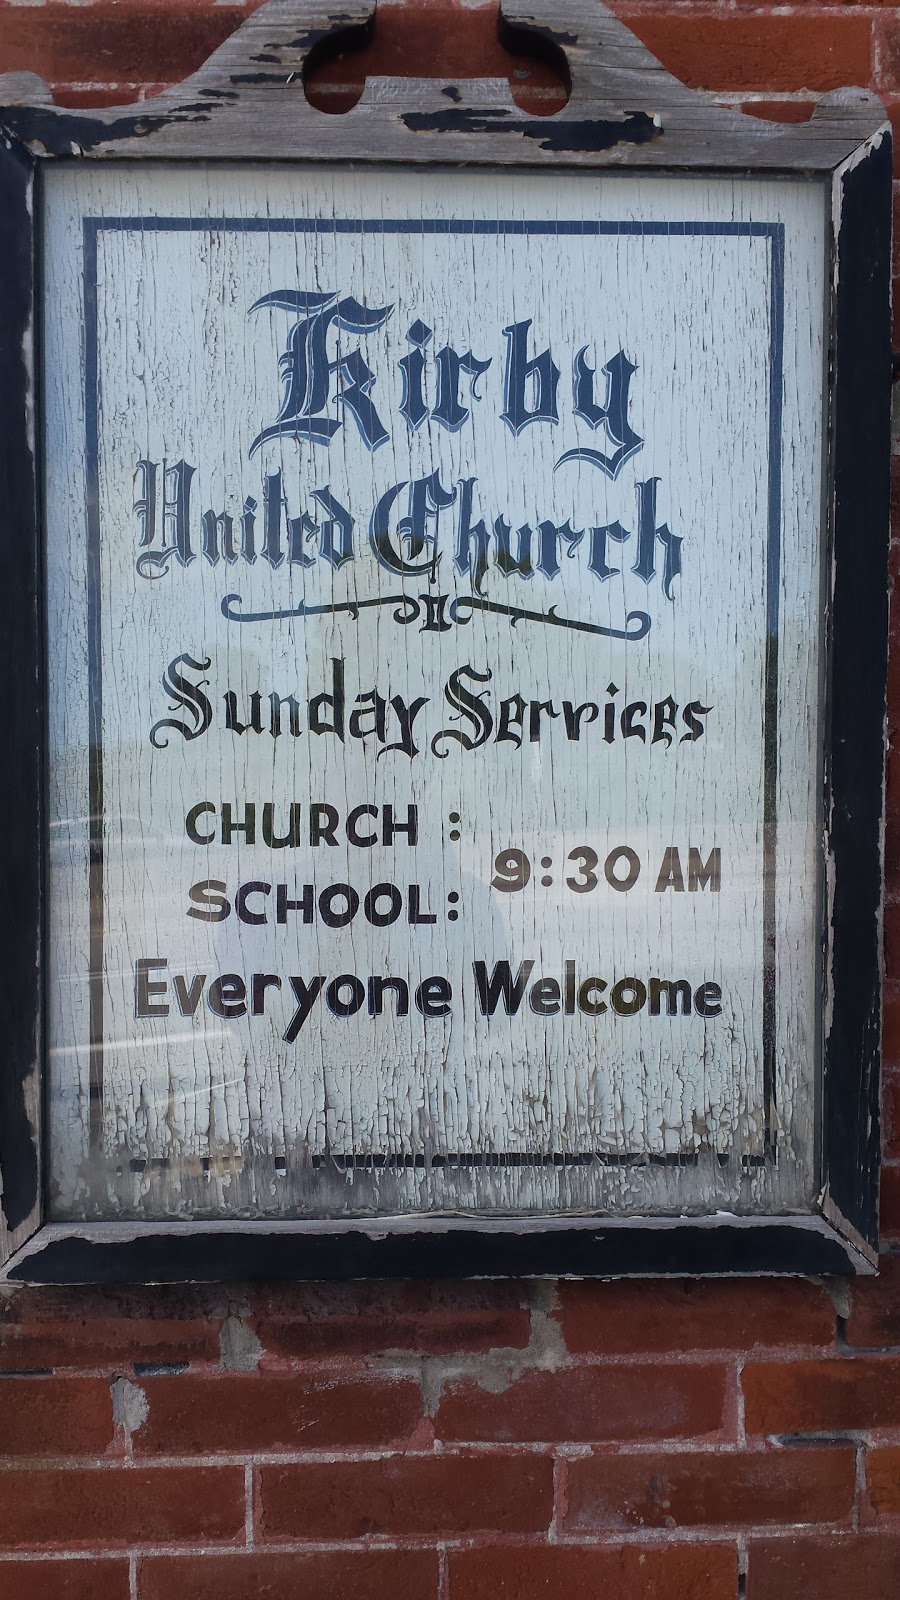 Kirby
United Church
Sunday Services
CHURCH :
9:30 AM
SCHOOL:
Everyone Welcome